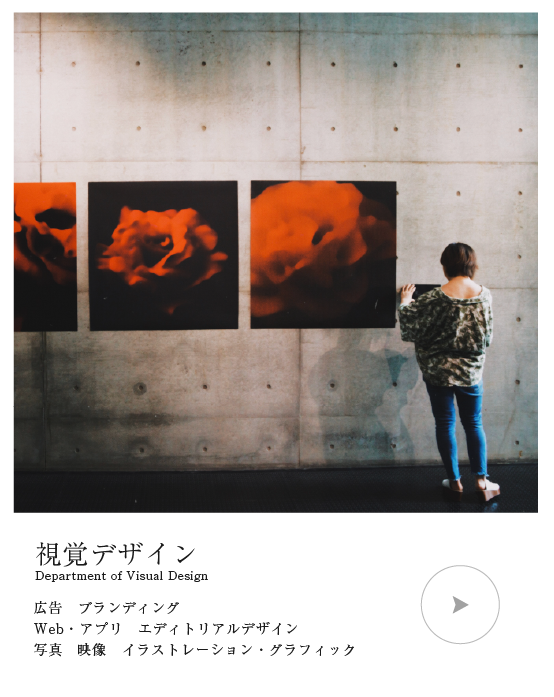 視覚デザイン
Department of Visual Design
広告　ブランディング
Web・アプリ　エディトリアルデザイン
写真　映像　イラストレーション・グラフィック